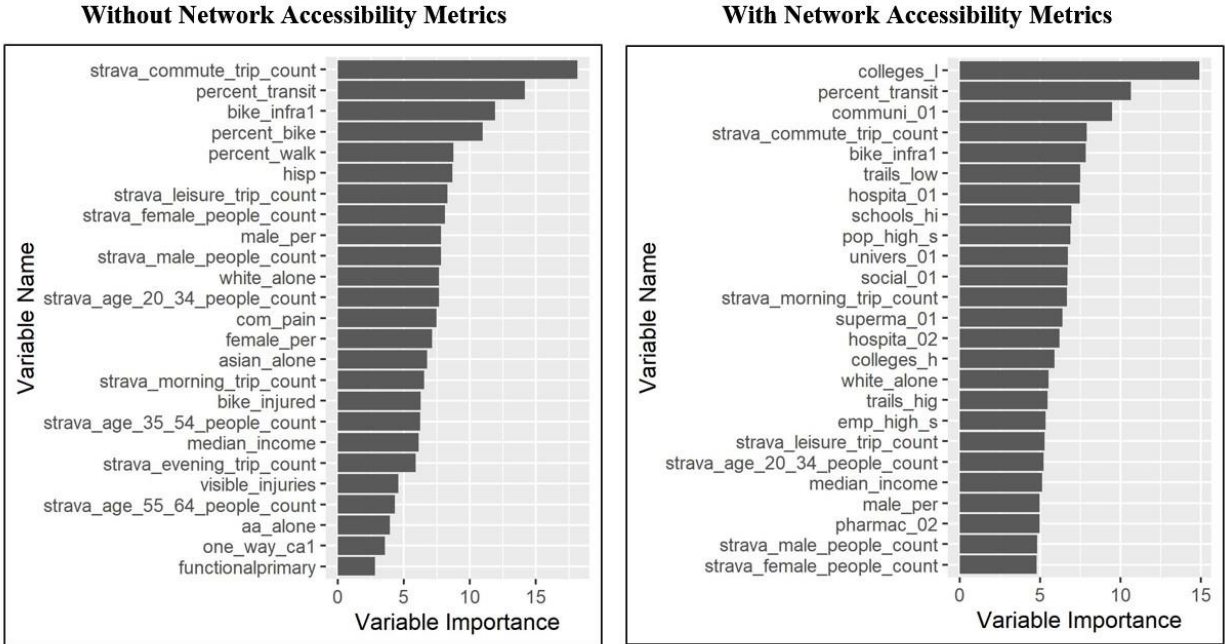 Without Network Accessibility Metrics
Variable Name
strava_commute_trip_count
percent_transit
bike_infra1
percent_bike
percent_walk
hisp
strava_leisure_trip_count
strava_female_people_count
male_per
strava_male_people_count
white_alone
strava_age_20_34_people_count
com_pain
female_per
asian_alone
strava_morning_trip_count
bike_injured
strava_age_35_54_people_count
median_income
strava_evening_trip_count
visible_injuries
strava_age_55_64_people_count
aa_alone
one_way_ca1
functionalprimary
0 5 10 15
Variable Importance
With Network Accessibility Metrics
Variable Name
colleges_l
percent_transit
communi_01
strava_commute_trip_count
bike_infra1
trails_low
hospita_01
schools_hi
pop_high_s
univers_01
social_01
strava_morning_trip_count
superma_01
hospita_02
colleges_h
white_alone
trails_hig
emp_high_s
strava_leisure_trip_count
strava_age_20_34_people_count
median_income
male_per
pharmac_02
strava_male_people_count
strava_female_people_count
0 5 10 15
Variable Importance